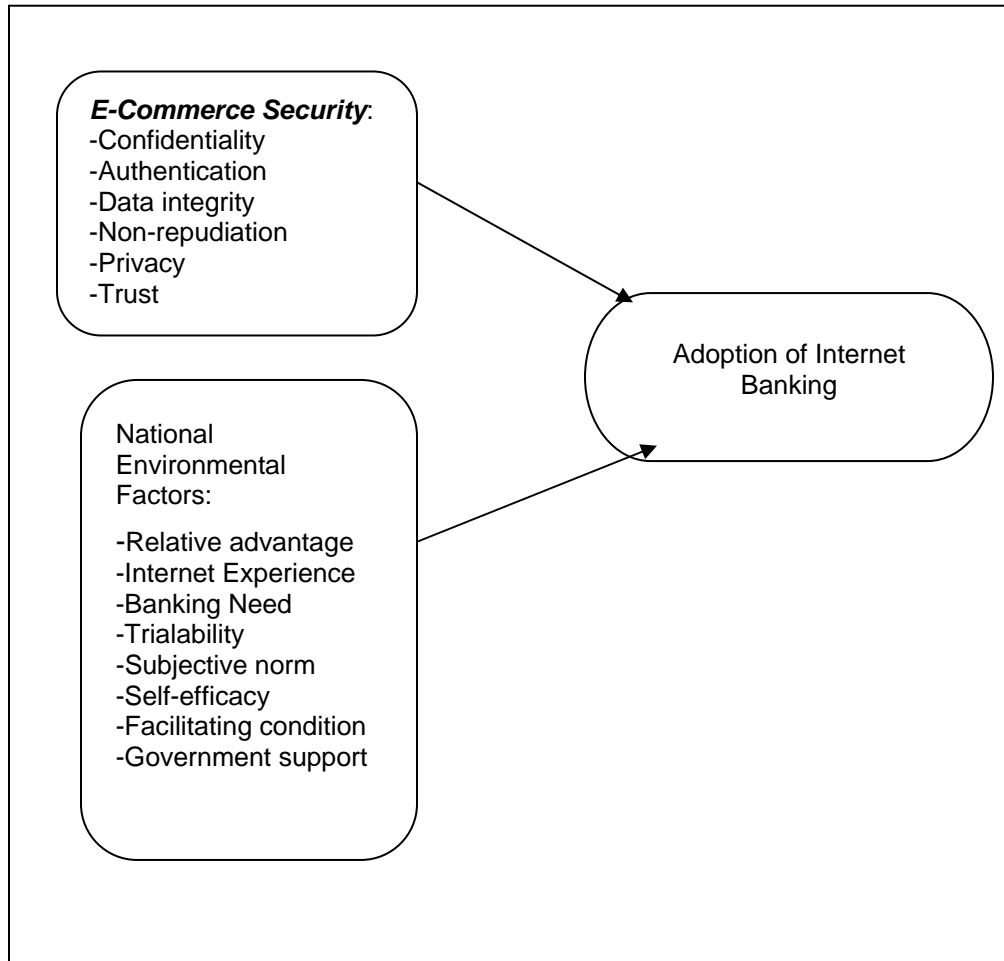 E-Commerce Security:
-Confidentiality
-Authentication
-Data integrity
-Non-repudiation
-Privacy
-Trust
Adoption of Internet
Banking
National
Environmental
Factors:
-Relative advantage
-Internet Experience
-Banking Need
-Trialability
-Subjective norm
-Self-efficacy
-Facilitating condition
-Government support